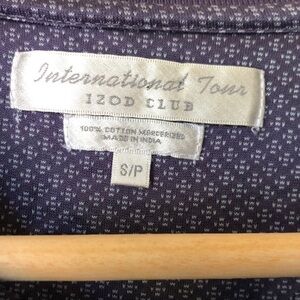 International Tour
IZOD CLUB
100% COTTON MERCERIZED
MADE IN INDIA
S/P